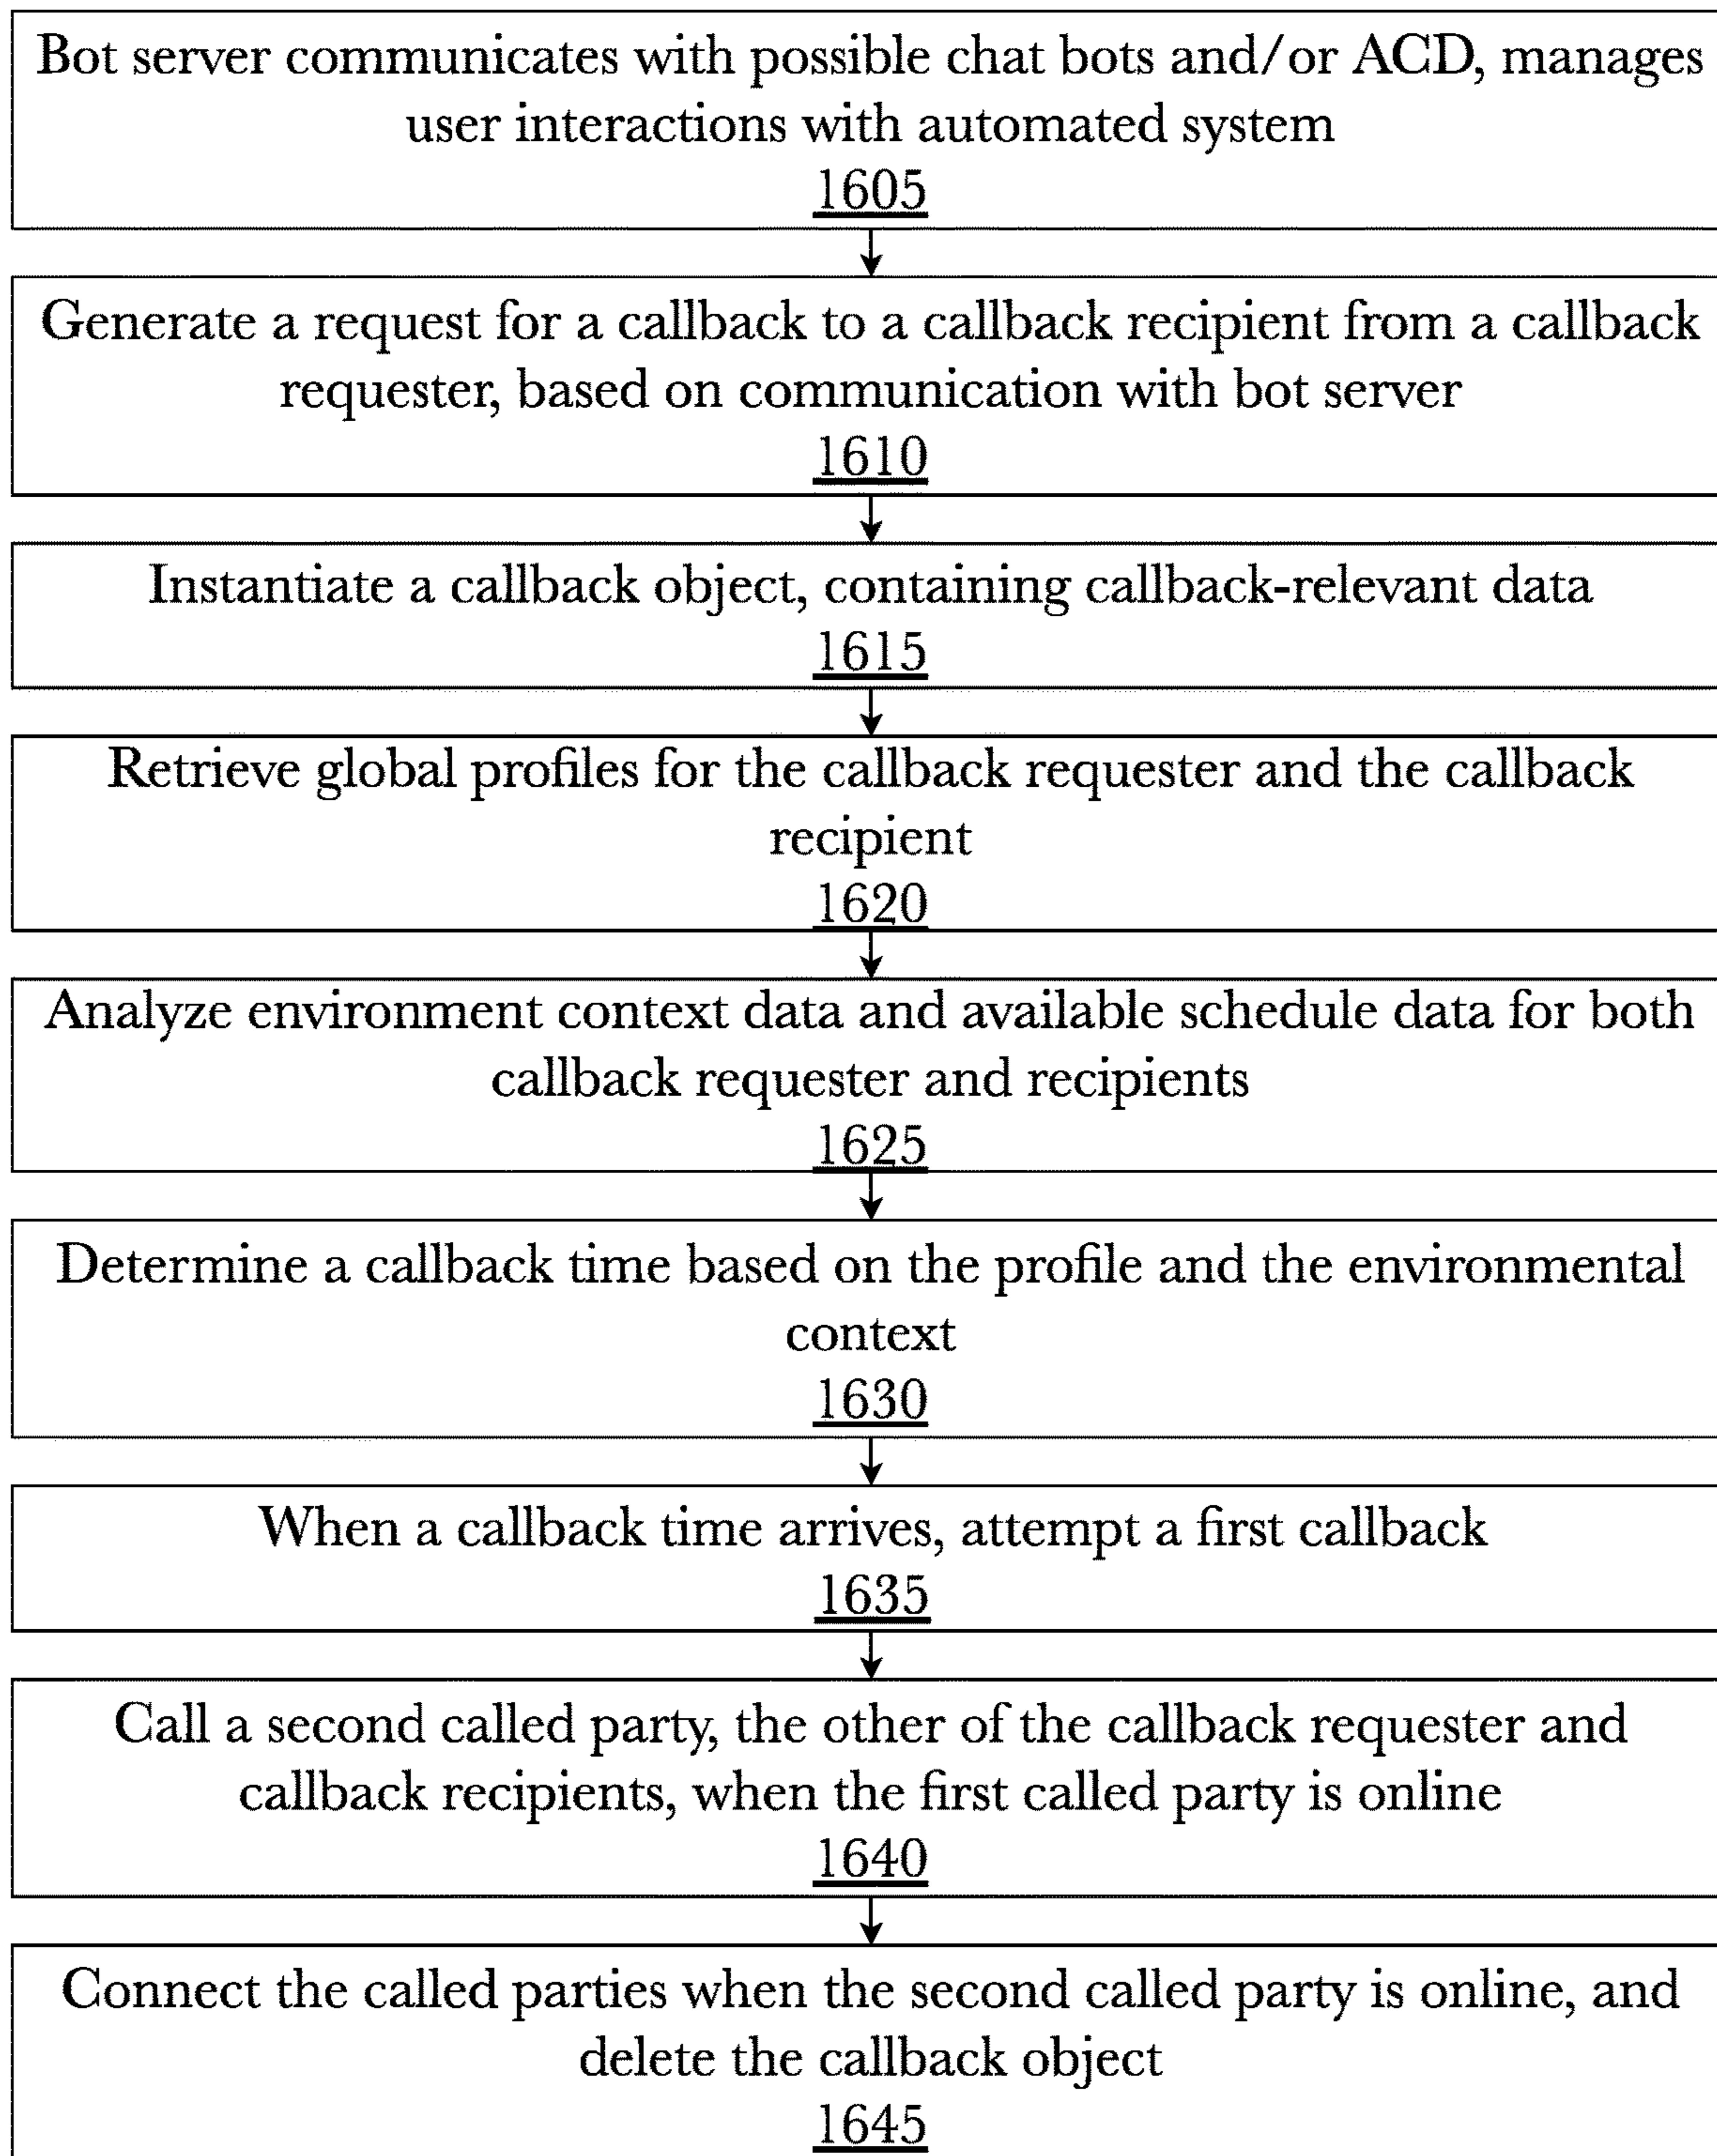 Bot server communicates with possible chat bots and/or ACD, manages
user interactions with automated system
1605
Generate a request for a callback to a callback recipient from a callback
requester, based on communication with bot server
1610
Instantiate a callback object, containing callback-relevant data
1615
Retrieve global profiles for the callback requester and the callback
recipient
1620
Analyze environment context data and available schedule data for both
callback requester and recipients
1625
Determine a callback time based on the profile and the environmental
context
1630
When a callback time arrives, attempt a first callback
1635
Call a second called party, the other of the callback requester and
callback recipients, when the first called party is online
1640
Connect the called parties when the second called party is online, and
delete the callback object
1645